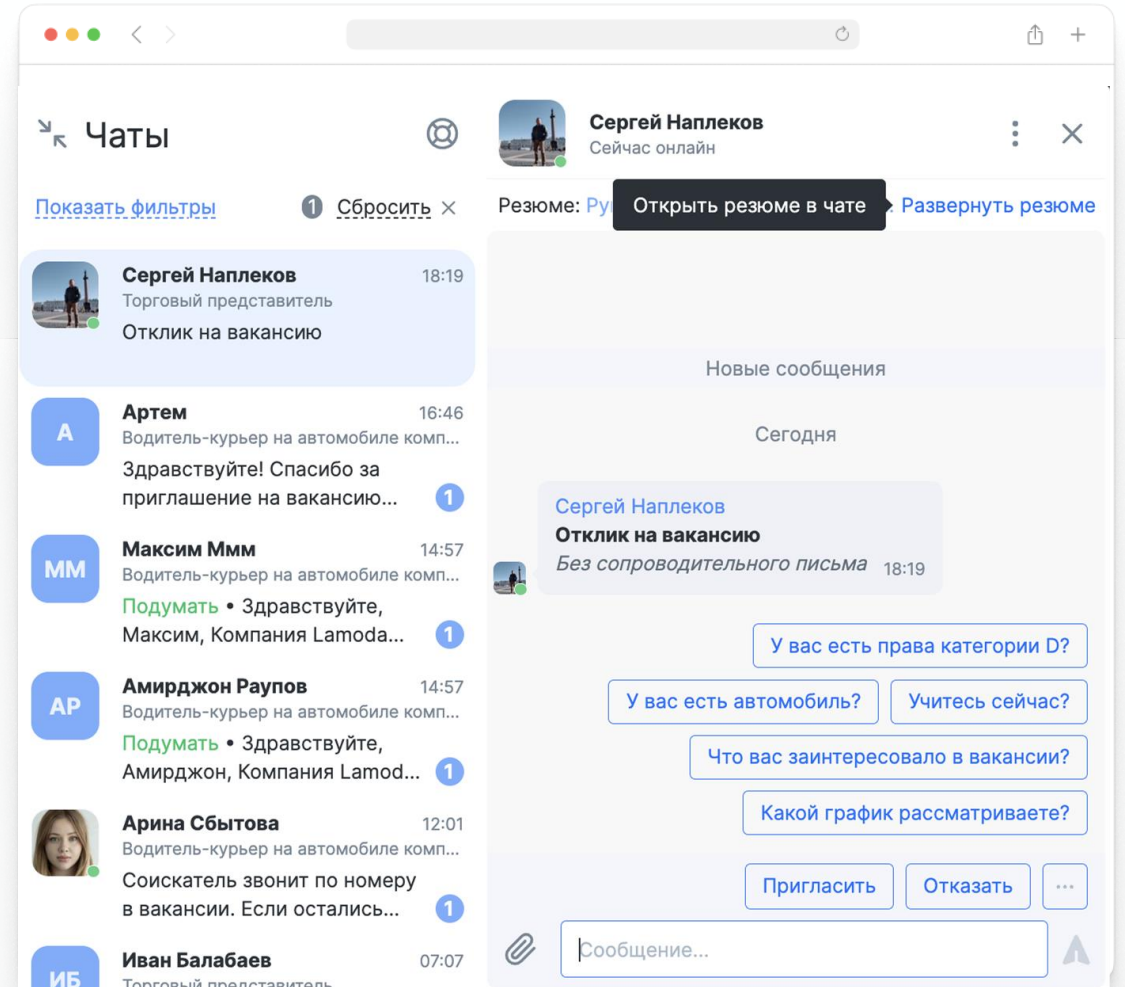 Чаты
Показать фильтры
1 Сбросить
Сергей Наплеков 18:19
Торговый представитель
Отклик на вакансию
А
Артем 16:46
Водитель-курьер на автомобиле комп...
Здравствуйте! Спасибо за
приглашение на вакансию... 1
ММ
Максим Ммм 14:57
Водитель-курьер на автомобиле комп...
Подумать • Здравствуйте,
Максим, Компания Lamoda... 1
АР
Амирджон Раупов 14:57
Водитель-курьер на автомобиле комп...
Подумать • Здравствуйте,
Амирджон, Компания Lamod... 1
Арина Сбытова 12:01
Водитель-курьер на автомобиле комп...
Соискатель звонит по номеру
в вакансии. Если остались... 1
ИБ
Иван Балабаев 07:07
Торговый представитель
Сергей Наплеков
Сейчас онлайн
Резюме: Открыть резюме в чате Развернуть резюме
Новые сообщения
Сегодня
Сергей Наплеков
Отклик на вакансию
Без сопроводительного письма 18:19
У вас есть права категории D?
У вас есть автомобиль? Учитесь сейчас?
Что вас заинтересовало в вакансии?
Какой график рассматриваете?
Пригласить Отказать ...
Сообщение...